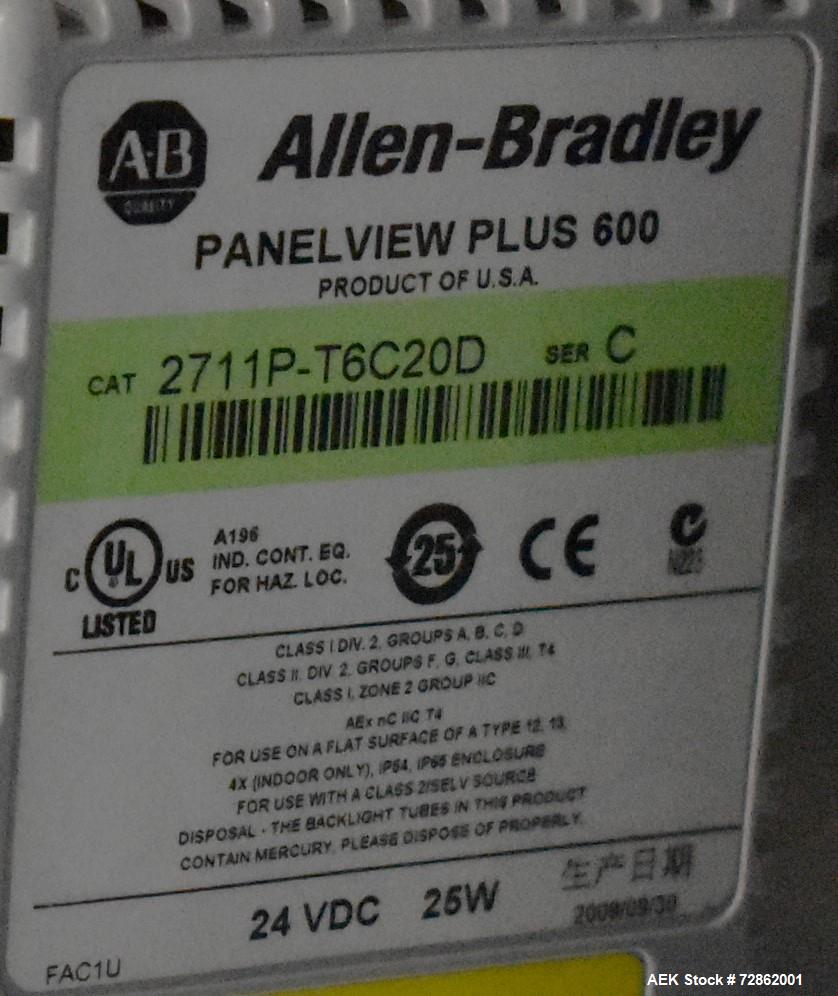 A·B
QUALITY
Allen-Bradley
PANELVIEW PLUS 600
PRODUCT OF U.S.A.
CAT 2711P-T6C20D SER C
C UL US
LISTED
A196
IND. CONT. EQ.
FOR HAZ. LOC.
25
CE
N223
CLASS I DIV. 2, GROUPS A, B, C, D
CLASS II, DIV 2, GROUPS F, G, CLASS III, T4
CLASS I, ZONE 2 GROUP IIC
AEx nC IIC T4
FOR USE ON A FLAT SURFACE OF A TYPE 12, 13,
4X (INDOOR ONLY), IP54, IP65 ENCLOSURE
FOR USE WITH A CLASS 2/SELV SOURCE
DISPOSAL - THE BACKLIGHT TUBES IN THIS PRODUCT
CONTAIN MERCURY. PLEASE DISPOSE OF PROPERLY.
24 VDC 25W
生产日期
2009/09/30
FAC1U
AEK Stock # 72862001